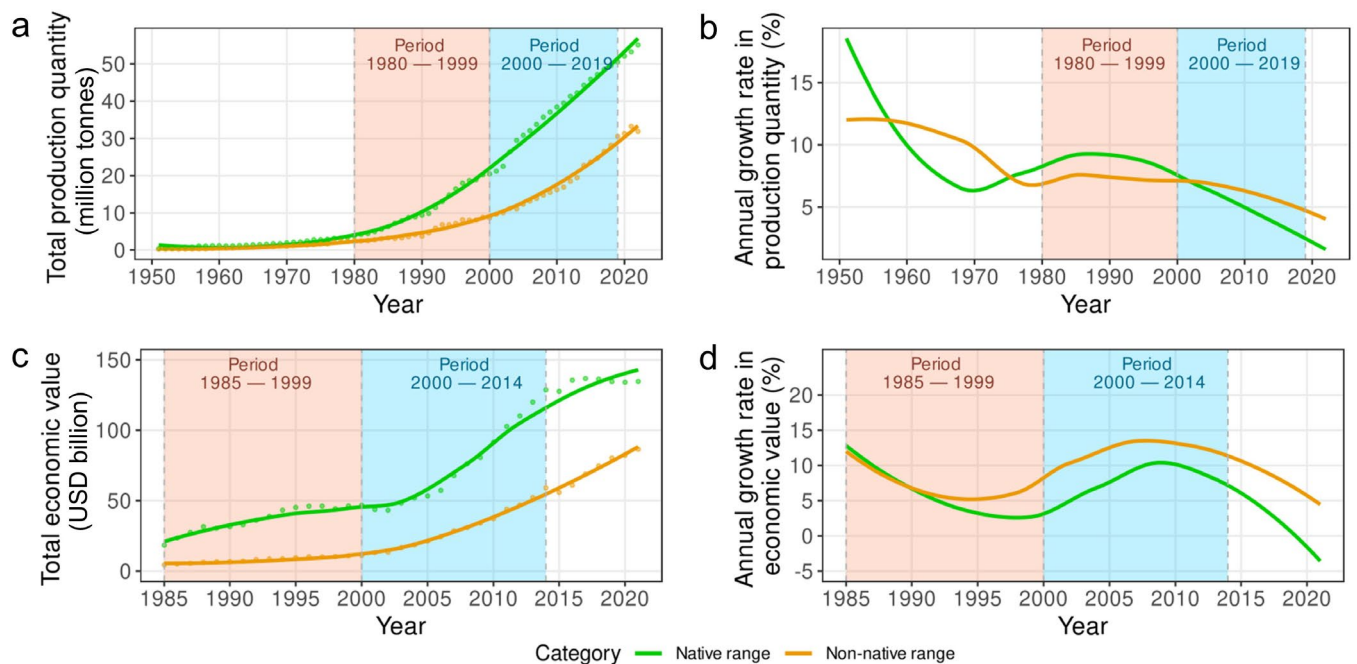 a
Total production quantity
(million tonnes)
50
40
30
20
10
0
Period
1980 — 1999
Period
2000 — 2019
1950
1960
1970
1980
1990
2000
2010
2020
Year
b
Annual growth rate in
production quantity (%)
15
10
5
Period
1980 — 1999
Period
2000 — 2019
1950
1960
1970
1980
1990
2000
2010
2020
Year
c
Total economic value
(USD billion)
150
100
50
0
Period
1985 — 1999
Period
2000 — 2014
1985
1990
1995
2000
2005
2010
2015
2020
Year
d
Annual growth rate in
economic value (%)
20
15
10
5
0
-5
Period
1985 — 1999
Period
2000 — 2014
1985
1990
1995
2000
2005
2010
2015
2020
Year
Category
Native range
Non-native range